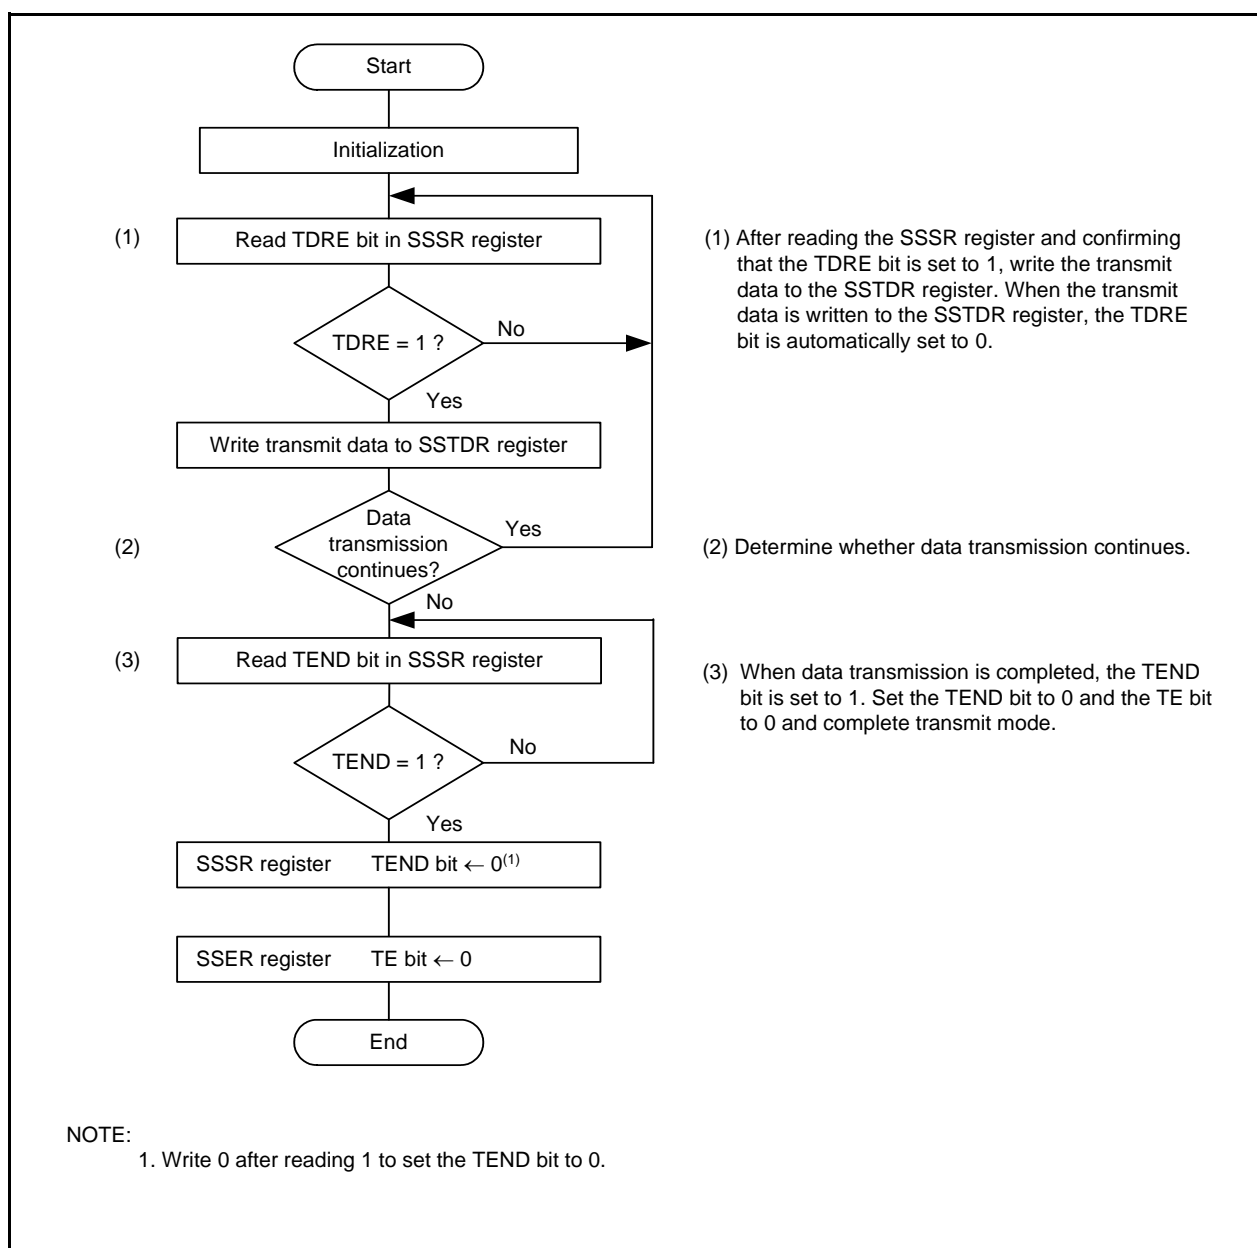 Start
Initialization
(1)
Read TDRE bit in SSSR register
(1) After reading the SSSR register and confirming
that the TDRE bit is set to 1, write the transmit
data to the SSTDR register. When the transmit
data is written to the SSTDR register, the TDRE
bit is automatically set to 0.
TDRE = 1 ?
No
Yes
Write transmit data to SSTDR register
(2)
Data
transmission
continues?
Yes
(2) Determine whether data transmission continues.
No
(3)
Read TEND bit in SSSR register
(3) When data transmission is completed, the TEND
bit is set to 1. Set the TEND bit to 0 and the TE bit
to 0 and complete transmit mode.
TEND = 1 ?
No
Yes
SSSR register TEND bit ← 0(1)
SSER register TE bit ← 0
End
NOTE:
1. Write 0 after reading 1 to set the TEND bit to 0.